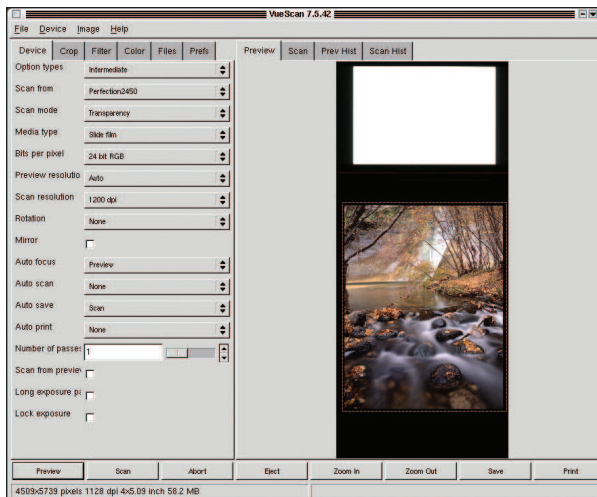 VueScan 7.5.42
File Device Image Help
Device Crop Filter Color Files Prefs
Preview Scan Prev Hist Scan Hist
Option types Intermediate
Scan from Perfection2450
Scan mode Transparency
Media type Slide film
Bits per pixel 24 bit RGB
Preview resolutio Auto
Scan resolution 1200 dpi
Rotation None
Mirror
Auto focus Preview
Auto scan None
Auto save Scan
Auto print None
Number of passes 1
Scan from preview
Long exposure pa
Lock exposure
Preview Scan Abort Eject Zoom In Zoom Out Save Print
4509x5739 pixels 1128 dpi 4x5.09 inch 58.2 MB